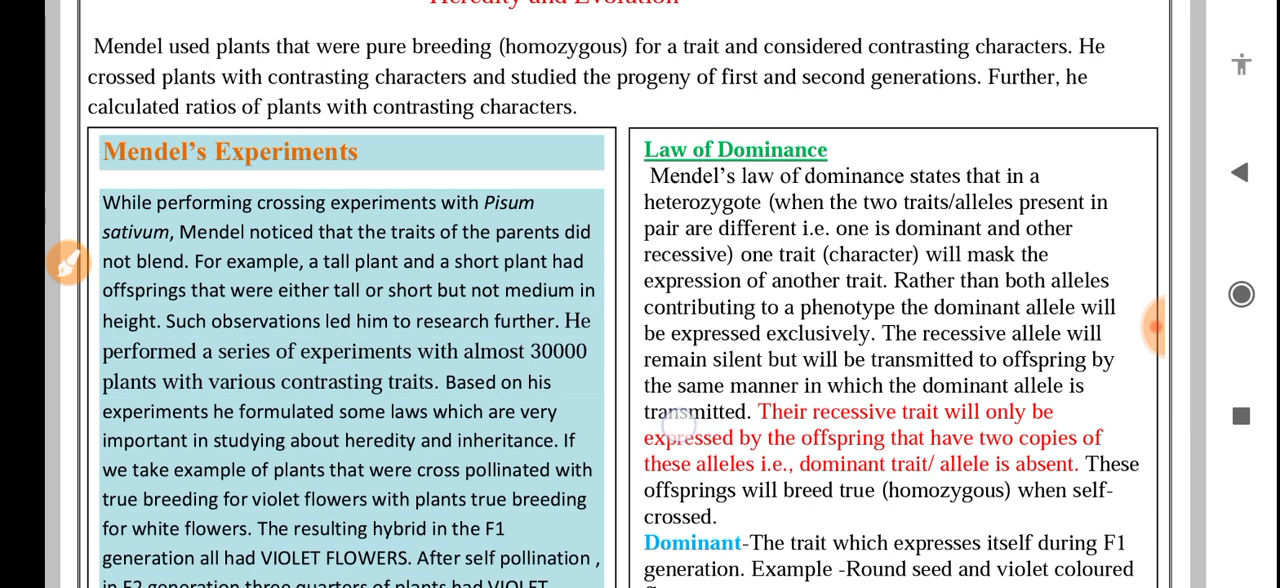 Heredity and Evolution
Mendel used plants that were pure breeding (homozygous) for a trait and considered contrasting characters. He
crossed plants with contrasting characters and studied the progeny of first and second generations. Further, he
calculated ratios of plants with contrasting characters.
Mendel's Experiments
While performing crossing experiments with Pisum
sativum, Mendel noticed that the traits of the parents did
not blend. For example, a tall plant and a short plant had
offsprings that were either tall or short but not medium in
height. Such observations led him to research further. He
performed a series of experiments with almost 30000
plants with various contrasting traits. Based on his
experiments he formulated some laws which are very
important in studying about heredity and inheritance. If
we take example of plants that were cross pollinated with
true breeding for violet flowers with plants true breeding
for white flowers. The resulting hybrid in the F1
generation all had VIOLET FLOWERS. After self pollination ,
in F2 generation three quarters of plants had VIOLET
Law of Dominance
Mendel's law of dominance states that in a
heterozygote (when the two traits/alleles present in
pair are different i.e. one is dominant and other
recessive) one trait (character) will mask the
expression of another trait. Rather than both alleles
contributing to a phenotype the dominant allele will
be expressed exclusively. The recessive allele will
remain silent but will be transmitted to offspring by
the same manner in which the dominant allele is
transmitted. Their recessive trait will only be
expressed by the offspring that have two copies of
these alleles i.e., dominant trait/ allele is absent. These
offsprings will breed true (homozygous) when self-
crossed.
Dominant-The trait which expresses itself during F1
generation. Example -Round seed and violet coloured